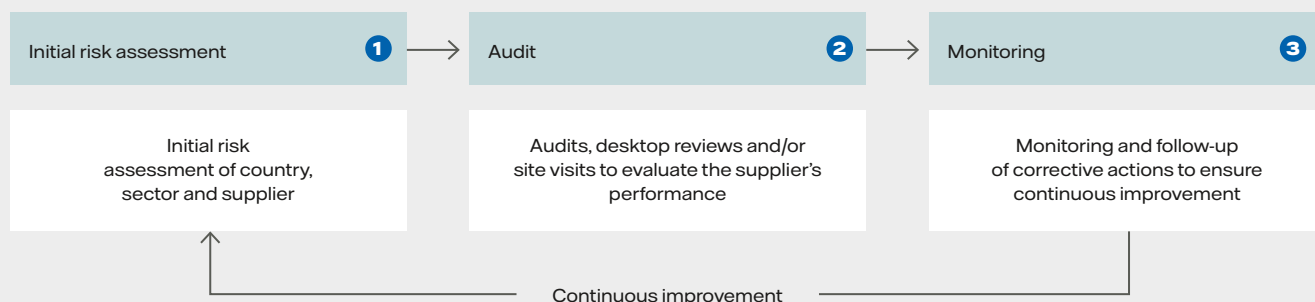 Initial risk assessment 1
Audit 2
Monitoring 3
Initial risk
assessment of country,
sector and supplier
Audits, desktop reviews and/or
site visits to evaluate the supplier's
performance
Monitoring and follow-up
of corrective actions to ensure
continuous improvement
Continuous improvement